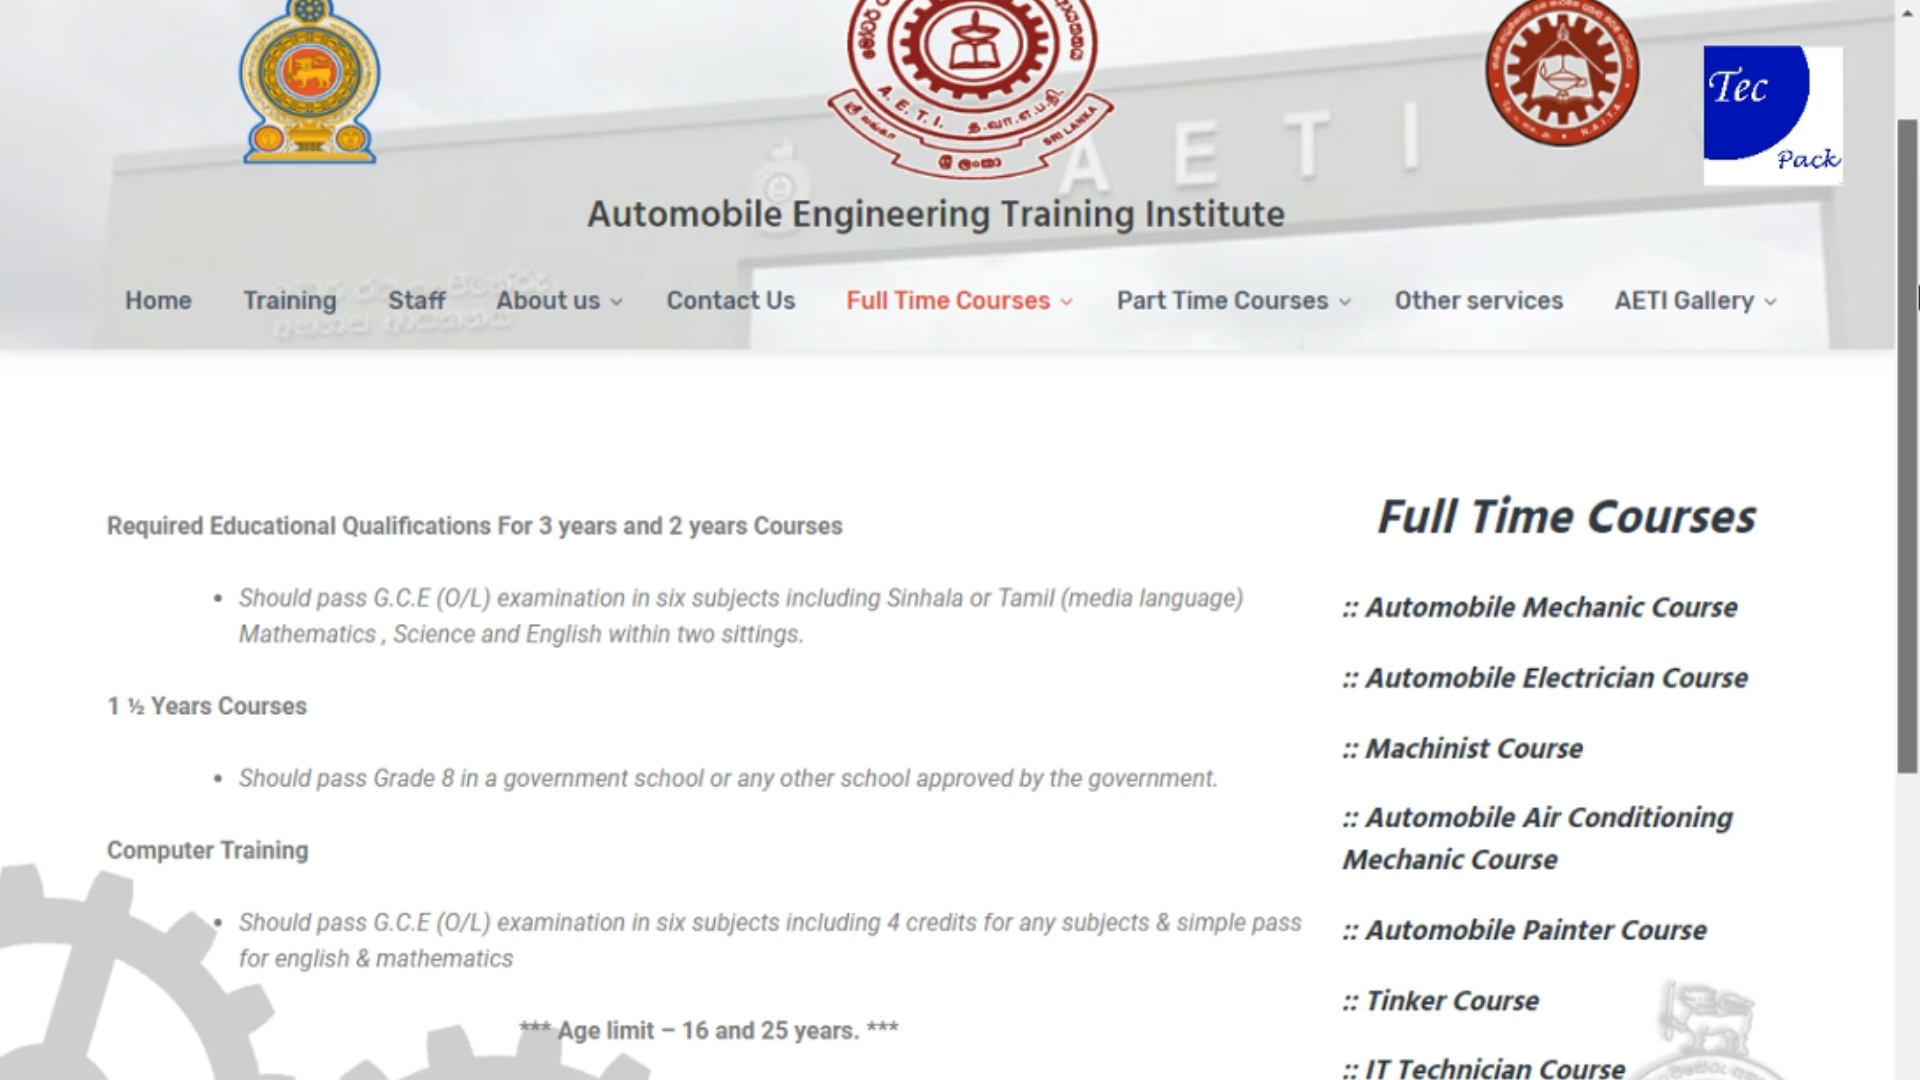 A. E. T. I.
SRI LANKA
ශ්‍රී ලංකා
N.A.I.T.A.
Tec
Pack
A E T I
Automobile Engineering Training Institute
Home Training Staff About us Contact Us Full Time Courses Part Time Courses Other services AETI Gallery
Required Educational Qualifications For 3 years and 2 years Courses
• Should pass G.C.E (O/L) examination in six subjects including Sinhala or Tamil (media language)
Mathematics , Science and English within two sittings.
1 ½ Years Courses
• Should pass Grade 8 in a government school or any other school approved by the government.
Computer Training
• Should pass G.C.E (O/L) examination in six subjects including 4 credits for any subjects & simple pass
for english & mathematics
*** Age limit – 16 and 25 years. ***
Full Time Courses
:: Automobile Mechanic Course
:: Automobile Electrician Course
:: Machinist Course
:: Automobile Air Conditioning
Mechanic Course
:: Automobile Painter Course
:: Tinker Course
:: IT Technician Course